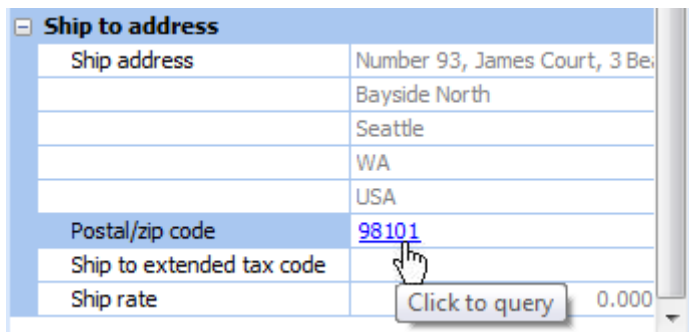 Ship to address
Ship address Number 93, James Court, 3
Bayside North
Seattle
WA
USA
Postal/zip code 98101
Ship to extended tax code
Click to query
Ship rate 0.000